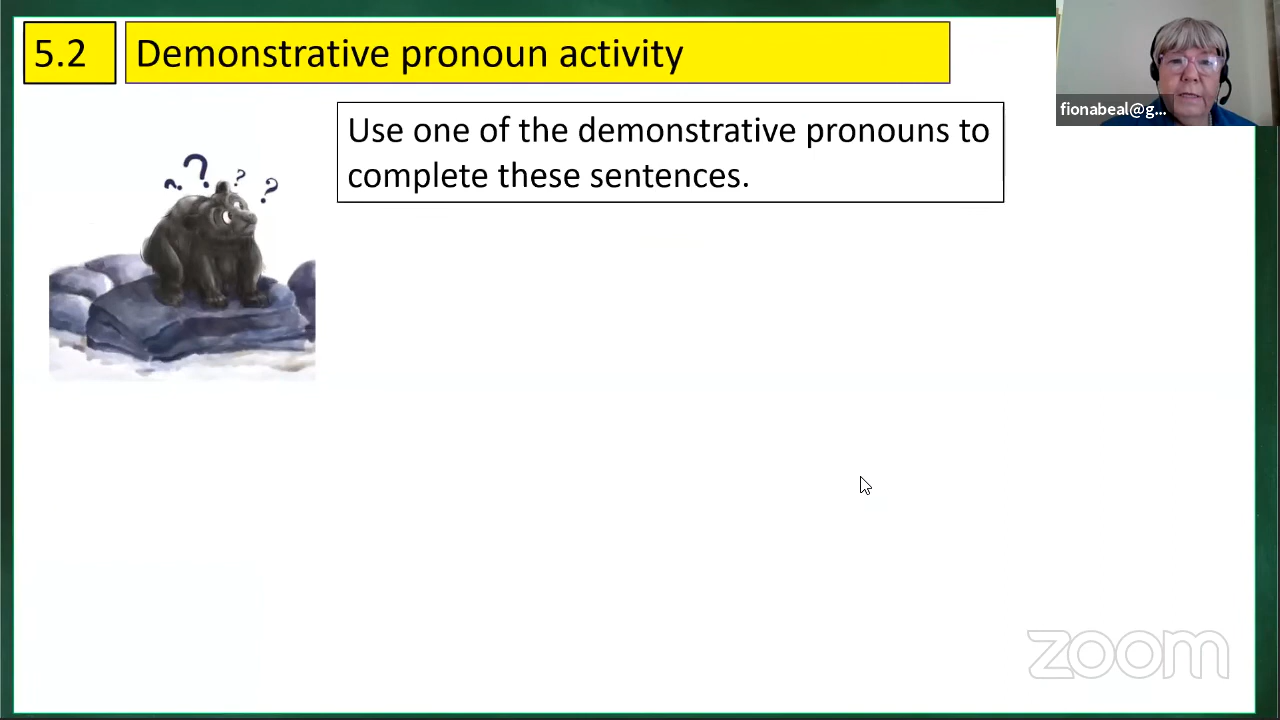 5.2
Demonstrative pronoun activity
fionabeal@g...
Use one of the demonstrative pronouns to
complete these sentences.
? ? ? ?
zoom